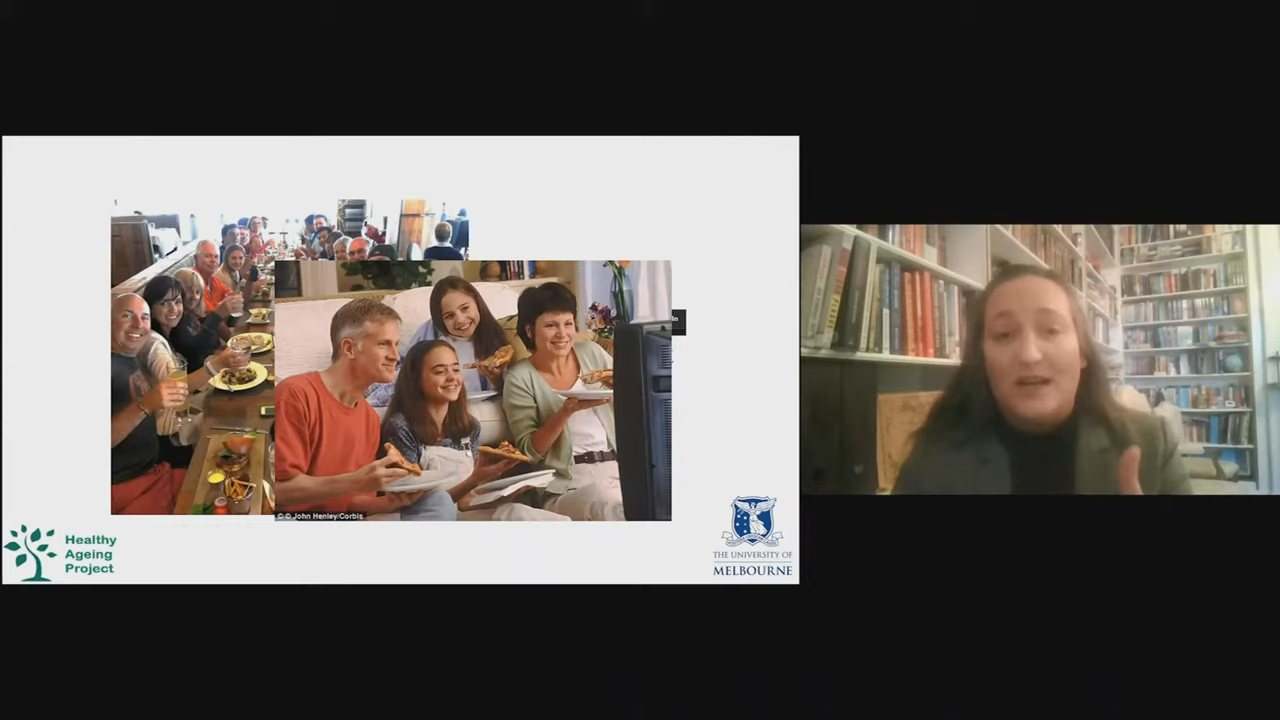 © John Henley/Corbis
Healthy
Ageing
Project
THE UNIVERSITY OF
MELBOURNE